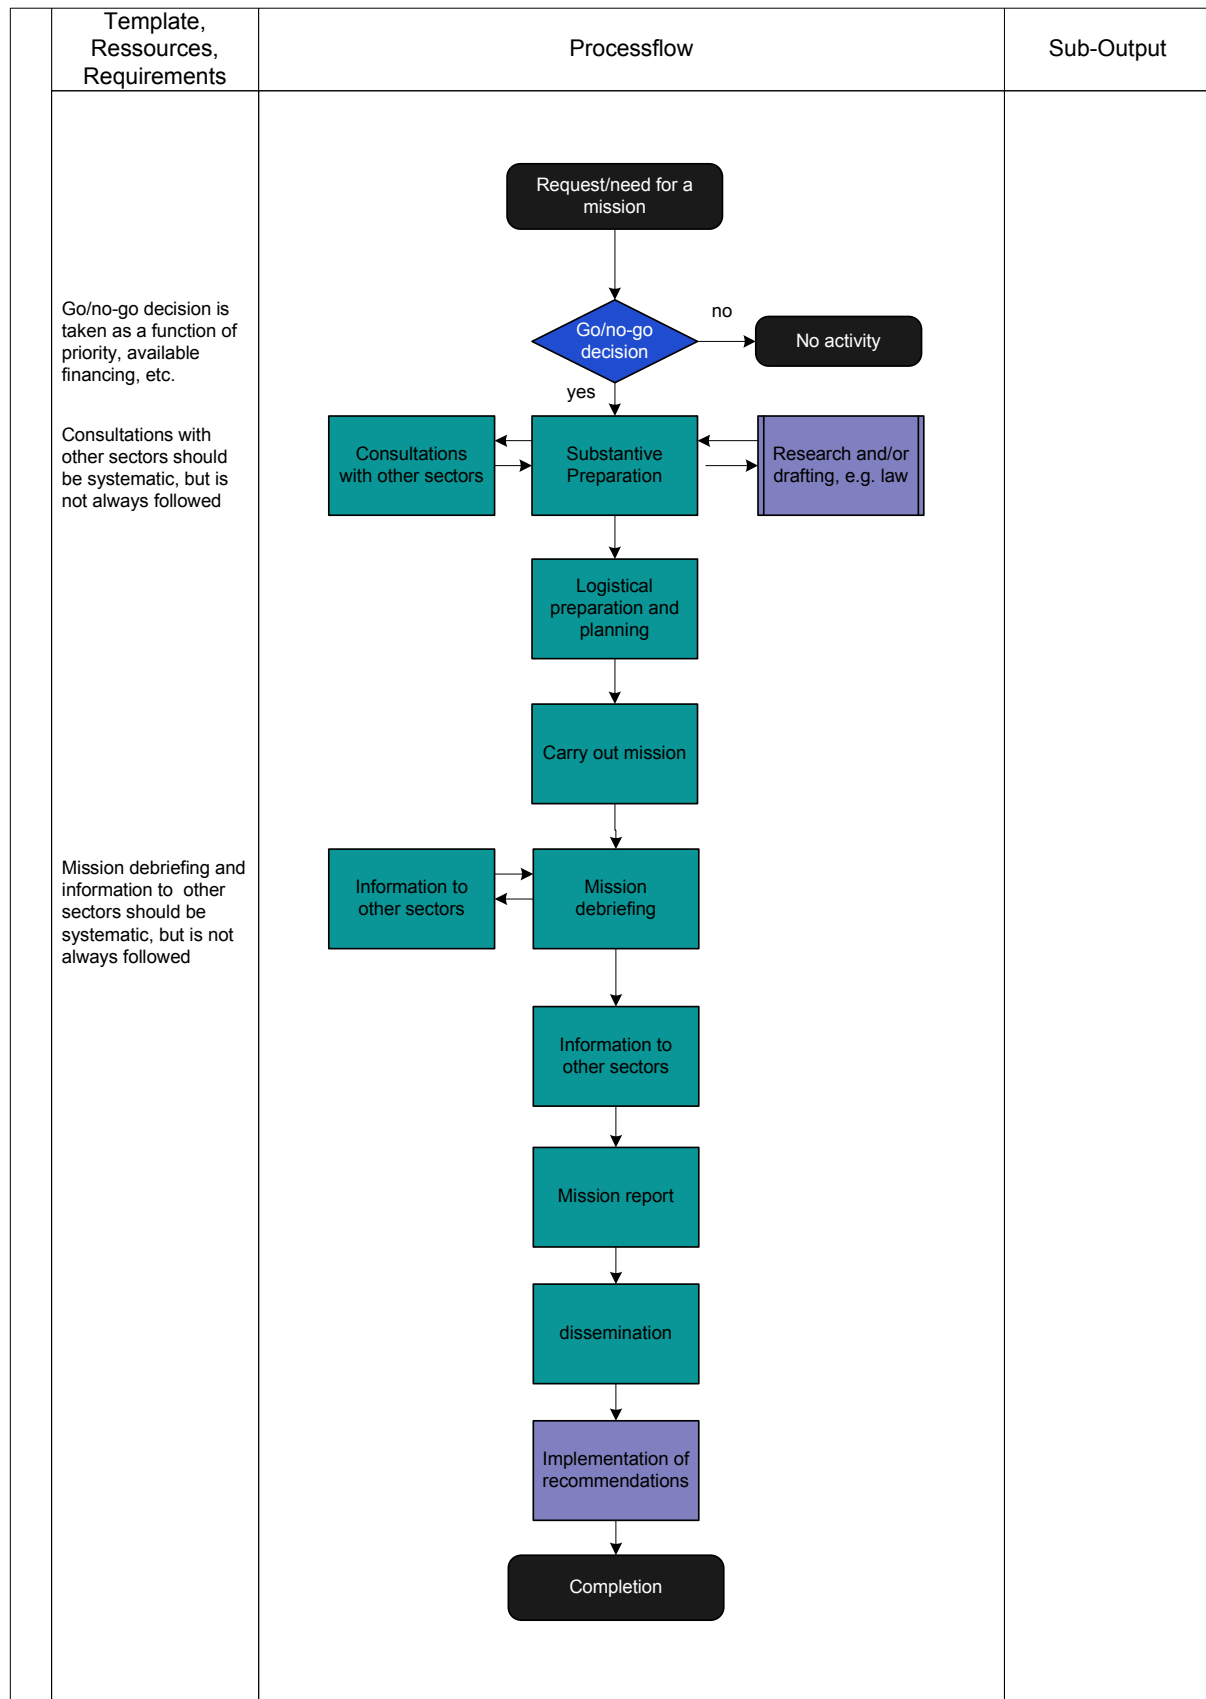 Template,
Ressources,
Requirements
Processflow
Sub-Output
Request/need for a
mission
Go/no-go decision is
taken as a function of
priority, available
financing, etc.
Go/no-go
decision
no
No activity
yes
Consultations with
other sectors should
be systematic, but is
not always followed
Consultations
with other sectors
Substantive
Preparation
Research and/or
drafting, e.g. law
Logistical
preparation and
planning
Carry out mission
Mission debriefing and
information to  other
sectors should be
systematic, but is not
always followed
Information to
other sectors
Mission
debriefing
Information to
other sectors
Mission report
dissemination
Implementation of
recommendations
Completion